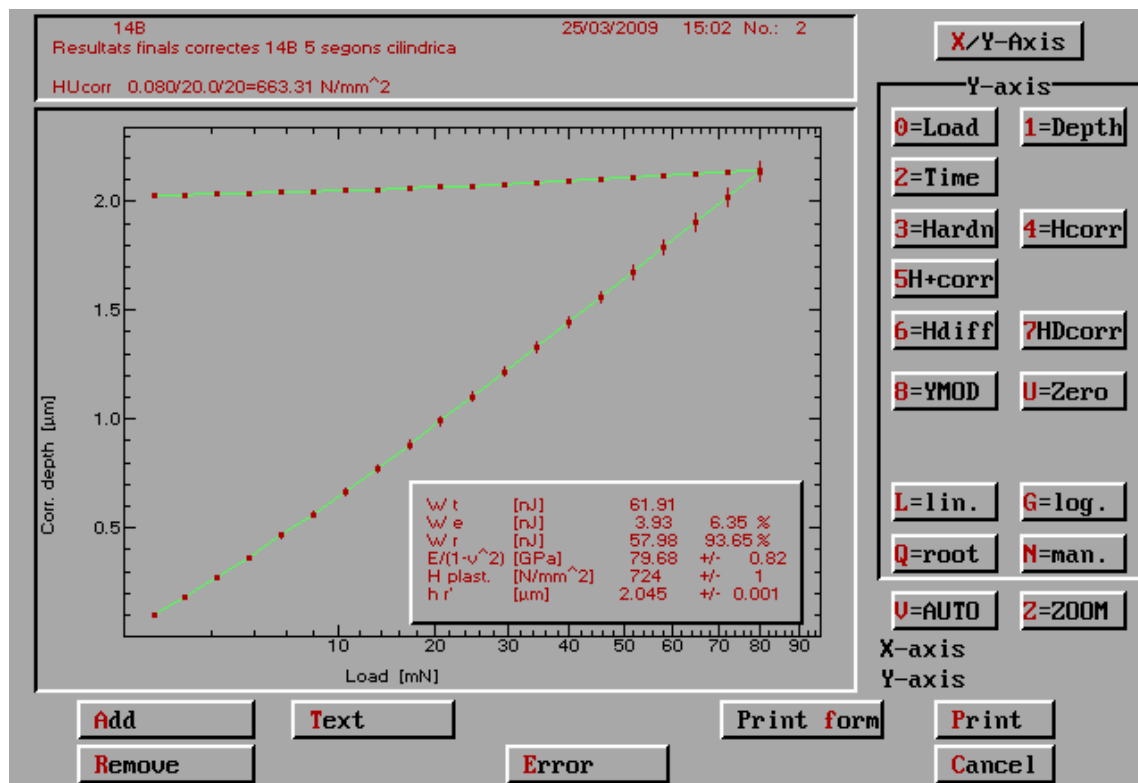 14B 25/03/2009 15:02 No.: 2
Resultats finals correctes 14B 5 segons cilindrica
HUcorr 0.080/20.0/20=663.31 N/mm^2
X/Y-Axis
Y-axis
0=Load 1=Depth
2=Time
3=Hardn 4=Hcorr
5H+corr
6=Hdiff 7HDcorr
8=YMOD U=Zero
L=lin. G=log.
Q=root N=man.
V=AUTO Z=ZOOM
X-axis
Y-axis
Corr. depth [µm]
2.0
1.5
1.0
0.5
W t [nJ] 61.91
W e [nJ] 3.93 6.35 %
W r [nJ] 57.98 93.65 %
E/(1-v^2) [GPa] 79.68 +/- 0.82
H plast. [N/mm^2] 724 +/- 1
h r' [µm] 2.045 +/- 0.001
10 20 30 40 50 60 70 80 90
Load [mN]
Add Text Print form Print
Remove Error Cancel